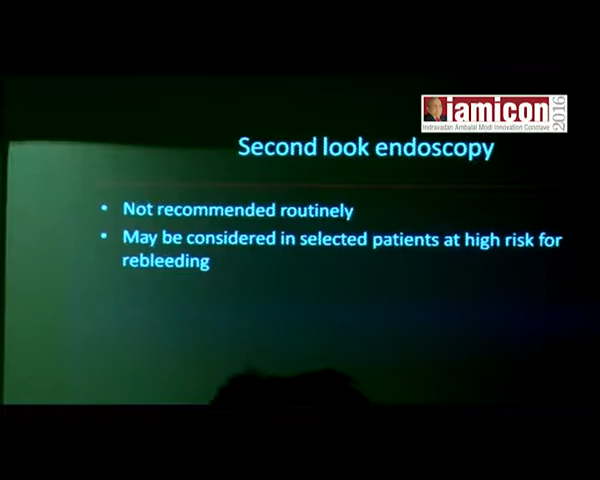 iamicon
2016
Indravadan Ambalal Modi Innovation Conclave
Second look endoscopy
• Not recommended routinely
• May be considered in selected patients at high risk for
rebleeding